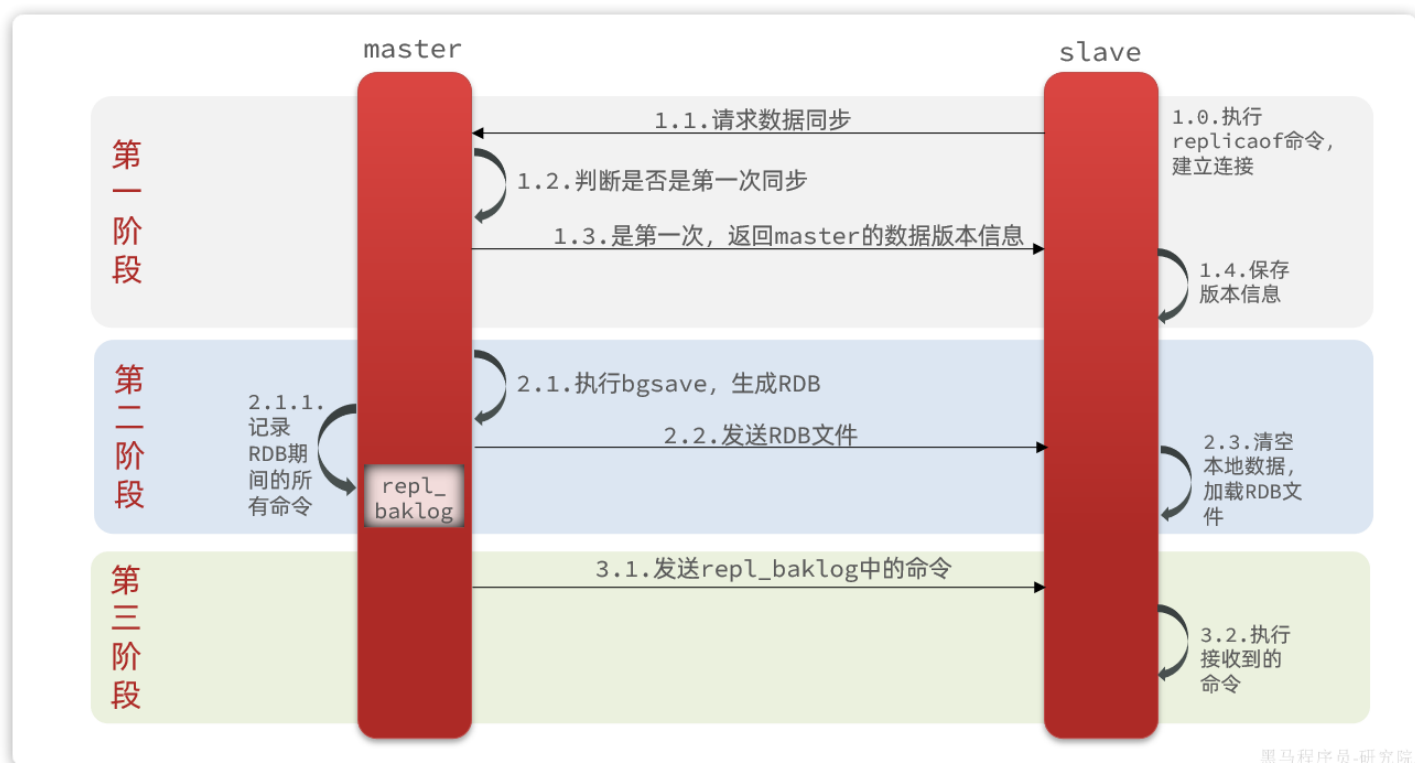 master
slave
第一阶段
1.1.请求数据同步
1.0.执行
replicaof命令，
建立连接
1.2.判断是否是第一次同步
1.3.是第一次，返回master的数据版本信息
1.4.保存
版本信息
第二阶段
2.1.执行bgsave，生成RDB
2.1.1.
记录
RDB期
间的所
有命令
repl_
baklog
2.2.发送RDB文件
2.3.清空
本地数据，
加载RDB文
件
第三阶段
3.1.发送repl_baklog中的命令
3.2.执行
接收到的
命令
黑马程序员-研究院